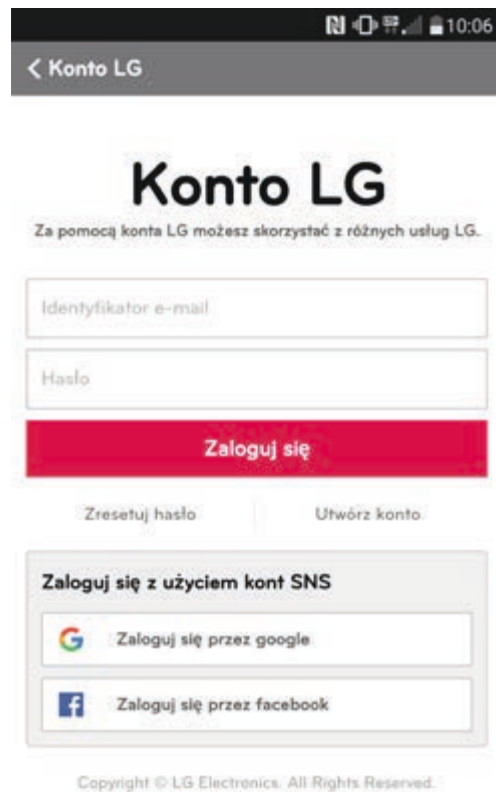 10:06
< Konto LG
Konto LG
Za pomocą konta LG możesz skorzystać z różnych usług LG.
Identyfikator e-mail
Hasło
Zaloguj się
Zresetuj hasło Utwórz konto
Zaloguj się z użyciem kont SNS
Zaloguj się przez google
Zaloguj się przez facebook
Copyright © LG Electronics. All Rights Reserved.